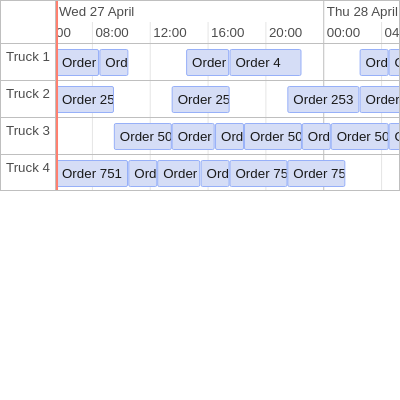 Wed 27 April Thu 28 April
00 08:00 12:00 16:00 20:00 00:00 04
Truck 1 Order Ord Order Order 4 Ord
Truck 2 Order 25 Order 25 Order 253 Order
Truck 3 Order 50 Order Ord Order 50 Ord Order 50
Truck 4 Order 751 Ord Order Ord Order 75 Order 75